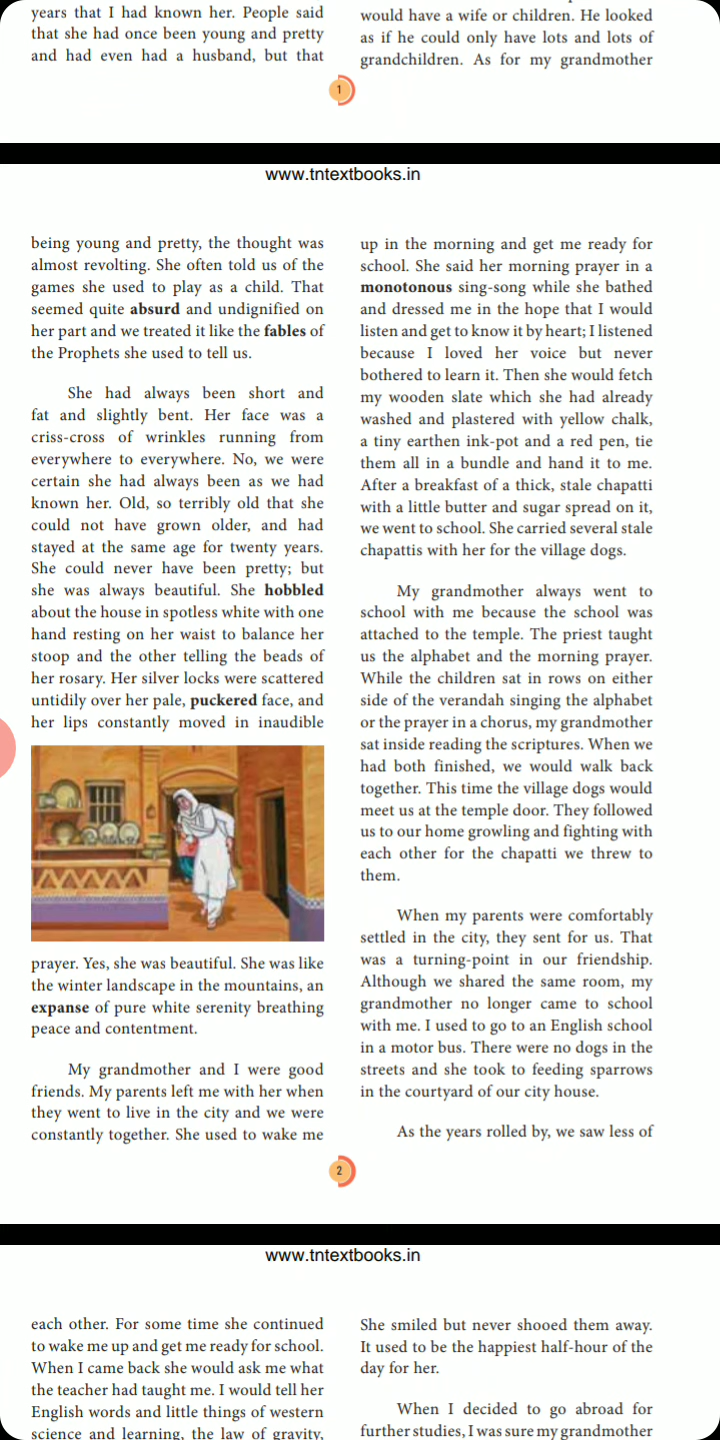 years that I had known her. People said
that she had once been young and pretty
and had even had a husband, but that
would have a wife or children. He looked
as if he could only have lots and lots of
grandchildren. As for my grandmother
1
www.tntextbooks.in
being young and pretty, the thought was
almost revolting. She often told us of the
games she used to play as a child. That
seemed quite absurd and undignified on
her part and we treated it like the fables of
the Prophets she used to tell us.
She had always been short and
fat and slightly bent. Her face was a
criss-cross of wrinkles running from
everywhere to everywhere. No, we were
certain she had always been as we had
known her. Old, so terribly old that she
could not have grown older, and had
stayed at the same age for twenty years.
She could never have been pretty; but
she was always beautiful. She hobbled
about the house in spotless white with one
hand resting on her waist to balance her
stoop and the other telling the beads of
her rosary. Her silver locks were scattered
untidily over her pale, puckered face, and
her lips constantly moved in inaudible
prayer. Yes, she was beautiful. She was like
the winter landscape in the mountains, an
expanse of pure white serenity breathing
peace and contentment.
My grandmother and I were good
friends. My parents left me with her when
they went to live in the city and we were
constantly together. She used to wake me
up in the morning and get me ready for
school. She said her morning prayer in a
monotonous sing-song while she bathed
and dressed me in the hope that I would
listen and get to know it by heart; I listened
because I loved her voice but never
bothered to learn it. Then she would fetch
my wooden slate which she had already
washed and plastered with yellow chalk,
a tiny earthen ink-pot and a red pen, tie
them all in a bundle and hand it to me.
After a breakfast of a thick, stale chapatti
with a little butter and sugar spread on it,
we went to school. She carried several stale
chapattis with her for the village dogs.
My grandmother always went to
school with me because the school was
attached to the temple. The priest taught
us the alphabet and the morning prayer.
While the children sat in rows on either
side of the verandah singing the alphabet
or the prayer in a chorus, my grandmother
sat inside reading the scriptures. When we
had both finished, we would walk back
together. This time the village dogs would
meet us at the temple door. They followed
us to our home growling and fighting with
each other for the chapatti we threw to
them.
When my parents were comfortably
settled in the city, they sent for us. That
was a turning-point in our friendship.
Although we shared the same room, my
grandmother no longer came to school
with me. I used to go to an English school
in a motor bus. There were no dogs in the
streets and she took to feeding sparrows
in the courtyard of our city house.
As the years rolled by, we saw less of
2
www.tntextbooks.in
each other. For some time she continued
to wake me up and get me ready for school.
When I came back she would ask me what
the teacher had taught me. I would tell her
English words and little things of western
science and learning, the law of gravity,
She smiled but never shooed them away.
It used to be the happiest half-hour of the
day for her.
When I decided to go abroad for
further studies, I was sure my grandmother